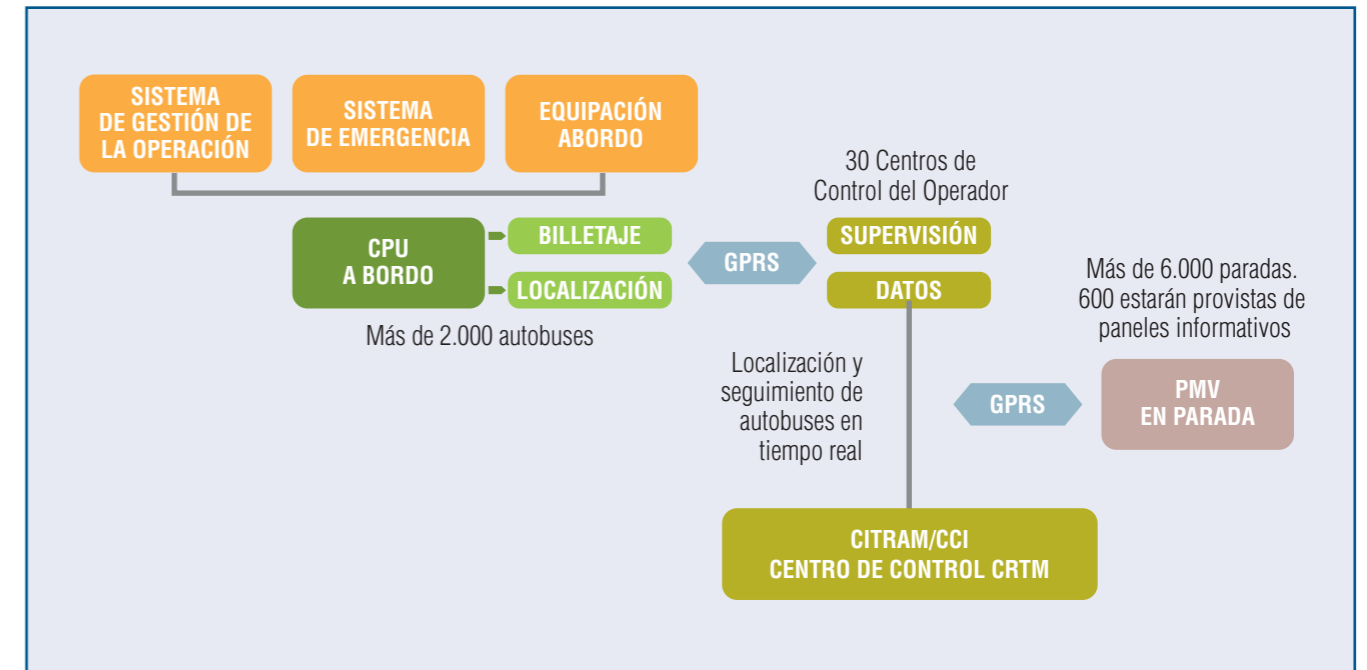 SISTEMA
DE GESTIÓN DE
LA OPERACIÓN
SISTEMA
DE EMERGENCIA
EQUIPACIÓN
ABORDO
30 Centros de
Control del Operador
CPU
A BORDO
BILLETAJE
LOCALIZACIÓN
GPRS
SUPERVISIÓN
DATOS
Más de 2.000 autobuses
Más de 6.000 paradas.
600 estarán provistas de
paneles informativos
Localización y
seguimiento de
autobuses en
tiempo real
GPRS
PMV
EN PARADA
CITRAM/CCI
CENTRO DE CONTROL CRTM